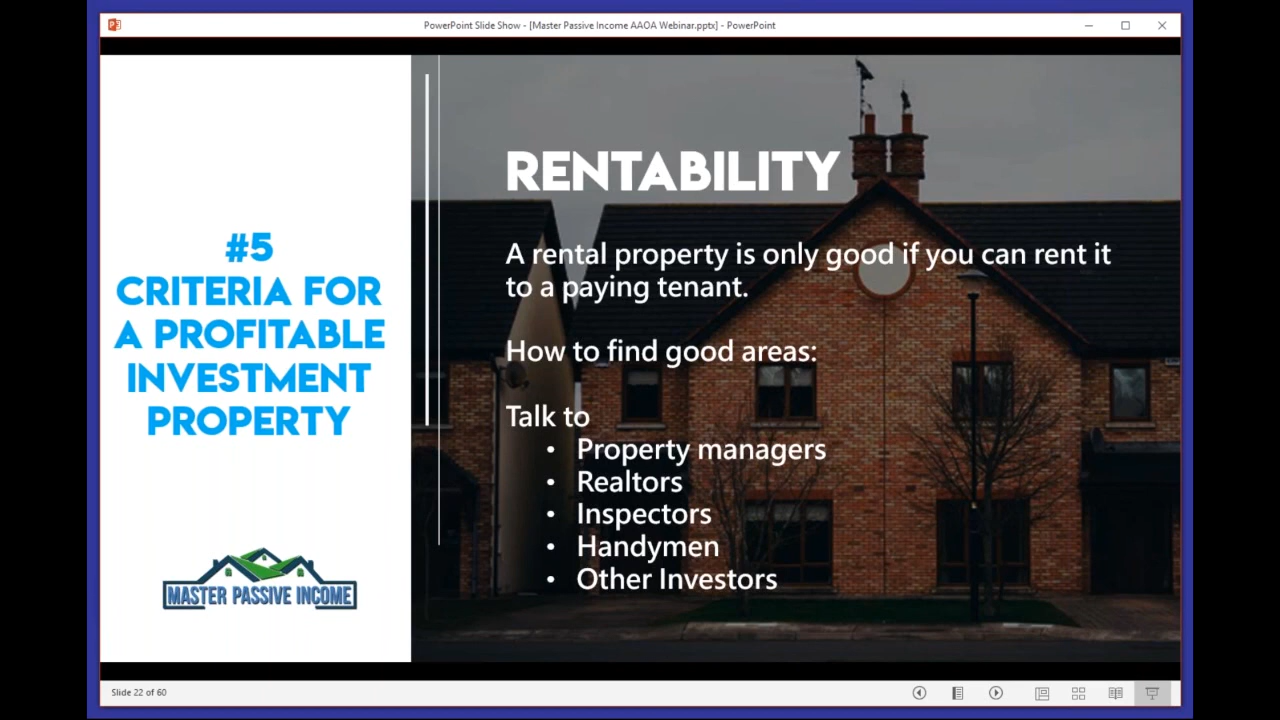 PowerPoint Slide Show - [Master Passive Income AAOA Webinar.pptx] - PowerPoint
#5
CRITERIA FOR
A PROFITABLE
INVESTMENT
PROPERTY
MASTER PASSIVE INCOME
RENTABILITY
A rental property is only good if you can rent it
to a paying tenant.
How to find good areas:
Talk to
• Property managers
• Realtors
• Inspectors
• Handymen
• Other Investors
Slide 22 of 60